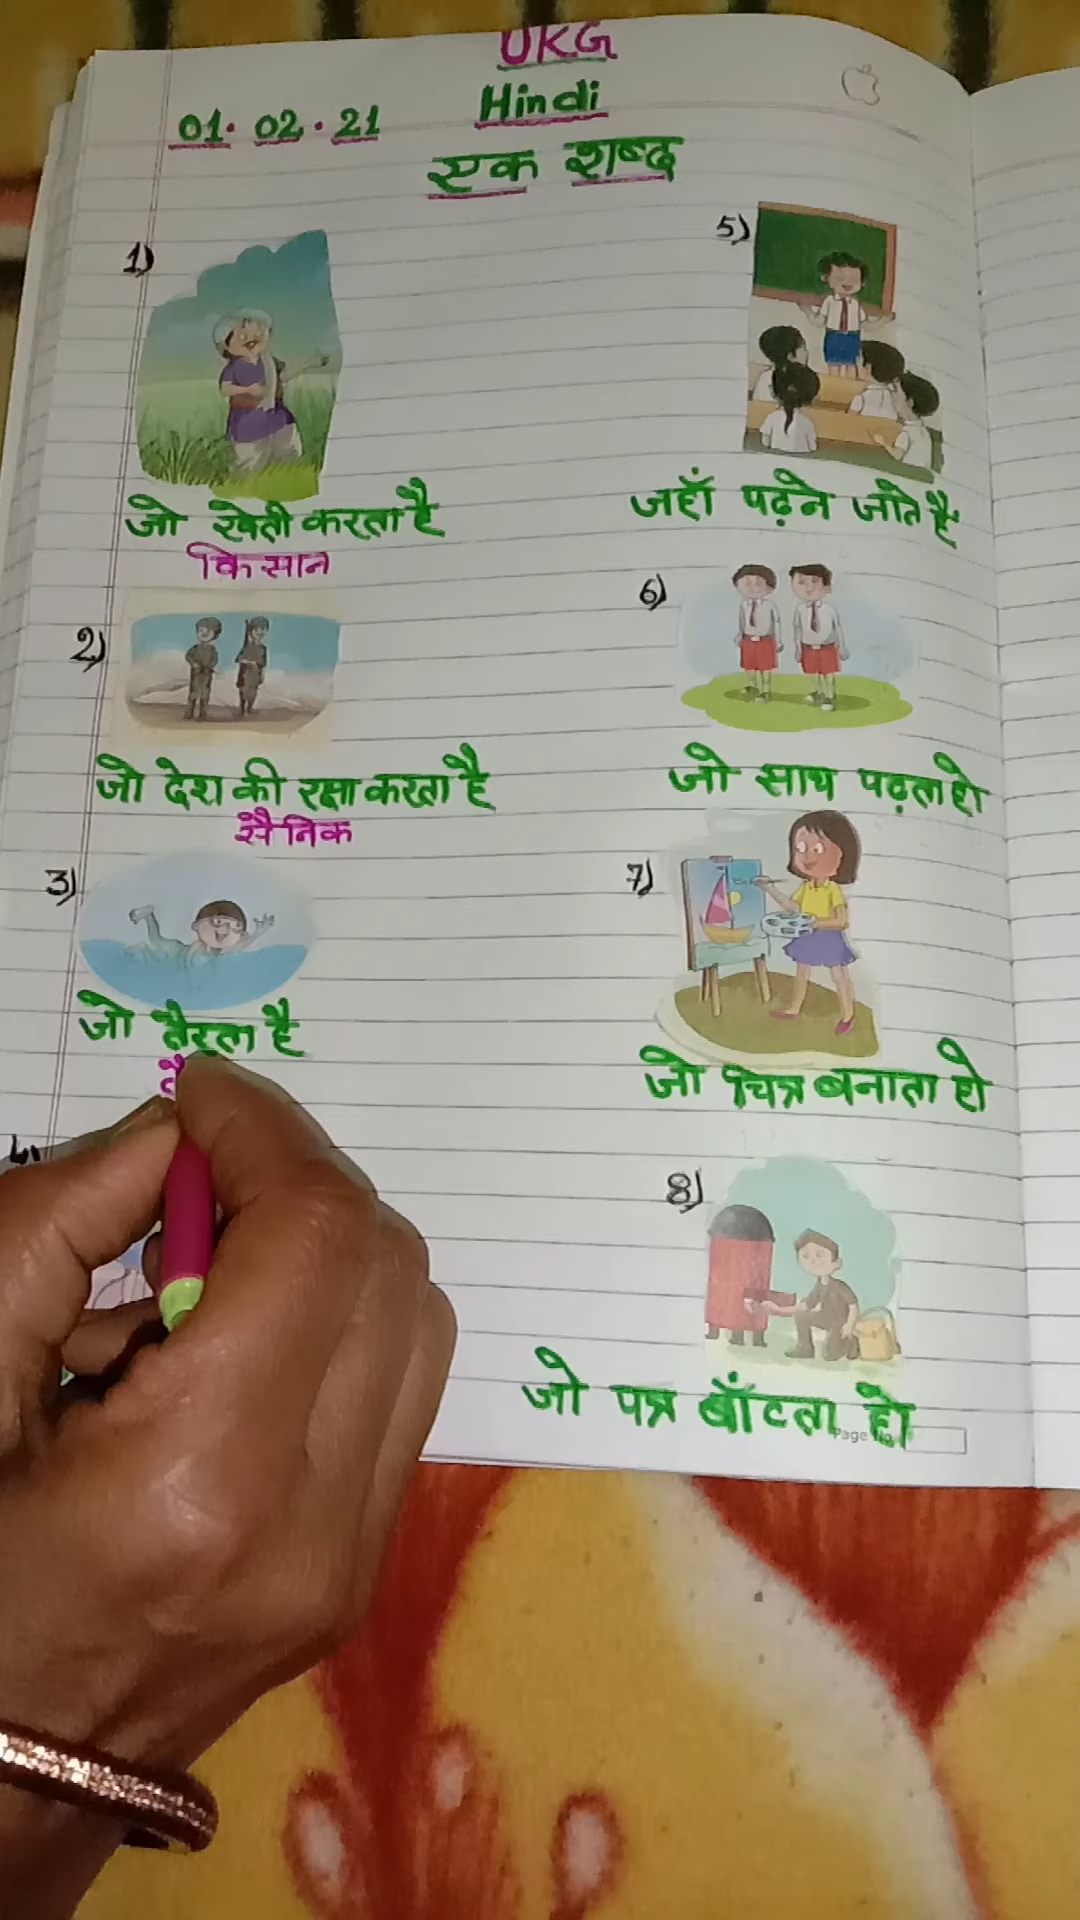 UKG
Hindi
01. 02. 21
एक शब्द
1)
जो खेती करता है
किसान
2)
जो देश की रक्षा करता है
सैनिक
3)
जो तैरता है
तै
4)
5)
जहाँ पढ़ने जाते है
6)
जो साथ पढ़ता हो
7)
जो चित्र बनाता हो
8)
जो पत्र बाँटता हो
Page No.